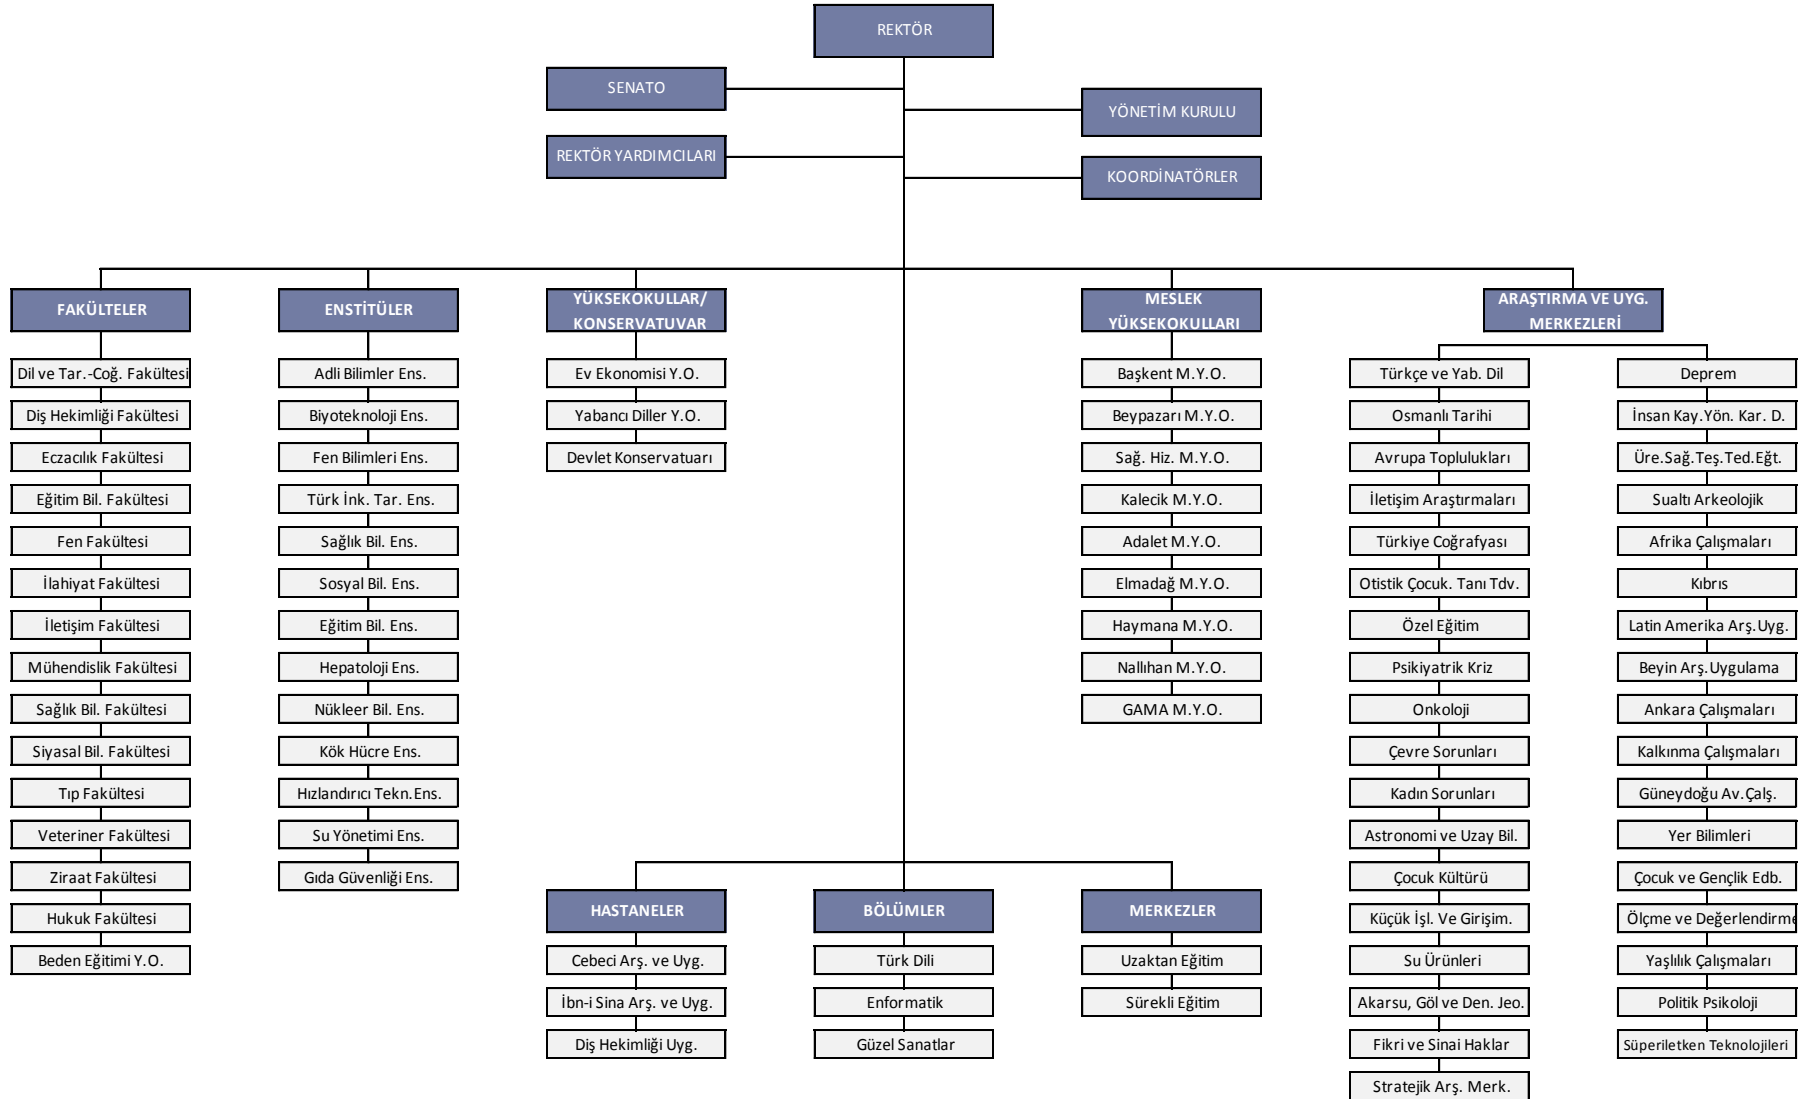 REKTÖR
SENATO
YÖNETİM KURULU
REKTÖR YARDIMCILARI
KOORDİNATÖRLER
FAKÜLTELER
Dil ve Tar.-Coğ. Fakültesi
Diş Hekimliği Fakültesi
Eczacılık Fakültesi
Eğitim Bil. Fakültesi
Fen Fakültesi
İlahiyat Fakültesi
İletişim Fakültesi
Mühendislik Fakültesi
Sağlık Bil. Fakültesi
Siyasal Bil. Fakültesi
Tıp Fakültesi
Veteriner Fakültesi
Ziraat Fakültesi
Hukuk Fakültesi
Beden Eğitimi Y.O.
ENSTİTÜLER
Adli Bilimler Ens.
Biyoteknoloji Ens.
Fen Bilimleri Ens.
Türk İnk. Tar. Ens.
Sağlık Bil. Ens.
Sosyal Bil. Ens.
Eğitim Bil. Ens.
Hepatoloji Ens.
Nükleer Bil. Ens.
Kök Hücre Ens.
Hızlandırıcı Tekn.Ens.
Su Yönetimi Ens.
Gıda Güvenliği Ens.
YÜKSEKOKULLAR/
KONSERVATUVAR
Ev Ekonomisi Y.O.
Yabancı Diller Y.O.
Devlet Konservatuarı
MESLEK
YÜKSEKOKULLARI
Başkent M.Y.O.
Beypazarı M.Y.O.
Sağ. Hiz. M.Y.O.
Kalecik M.Y.O.
Adalet M.Y.O.
Elmadağ M.Y.O.
Haymana M.Y.O.
Nallıhan M.Y.O.
GAMA M.Y.O.
ARAŞTIRMA VE UYG.
MERKEZLERİ
Türkçe ve Yab. Dil
Osmanlı Tarihi
Avrupa Toplulukları
İletişim Araştırmaları
Türkiye Coğrafyası
Otistik Çocuk. Tanı Tdv.
Özel Eğitim
Psikiyatrik Kriz
Onkoloji
Çevre Sorunları
Kadın Sorunları
Astronomi ve Uzay Bil.
Çocuk Kültürü
Küçük İşl. Ve Girişim.
Su Ürünleri
Akarsu, Göl ve Den. Jeo.
Fikri ve Sinai Haklar
Stratejik Arş. Merk.
Deprem
İnsan Kay.Yön. Kar. D.
Üre.Sağ.Teş.Ted.Eğt.
Sualtı Arkeolojik
Afrika Çalışmaları
Kıbrıs
Latin Amerika Arş.Uyg.
Beyin Arş.Uygulama
Ankara Çalışmaları
Kalkınma Çalışmaları
Güneydoğu Av.Çalş.
Yer Bilimleri
Çocuk ve Gençlik Edb.
Ölçme ve Değerlendirme
Yaşlılık Çalışmaları
Politik Psikoloji
Süperiletken Teknolojileri
HASTANELER
Cebeci Arş. ve Uyg.
İbn-i Sina Arş. ve Uyg.
Diş Hekimliği Uyg.
BÖLÜMLER
Türk Dili
Enformatik
Güzel Sanatlar
MERKEZLER
Uzaktan Eğitim
Sürekli Eğitim